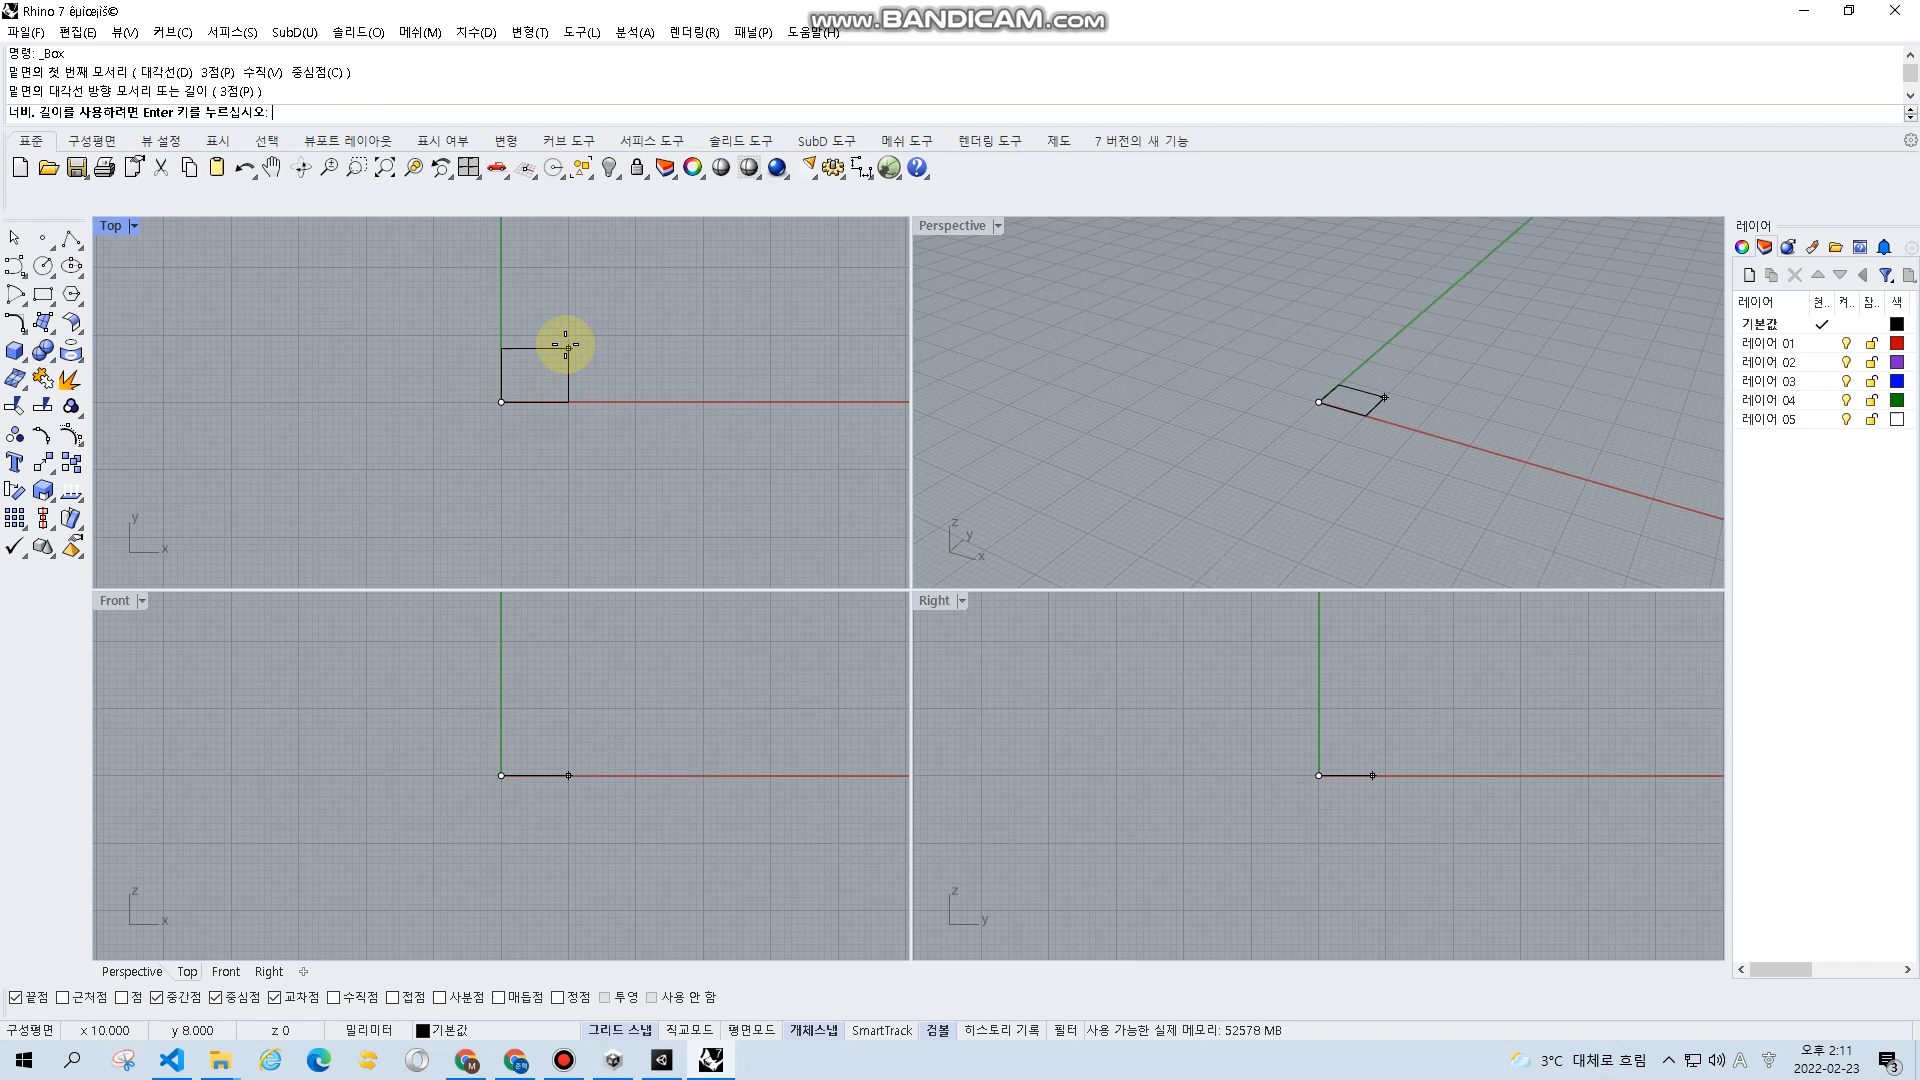 Rhino 7
www.BANDICAM.com
파일(F) 편집(E) 뷰(V) 커브(C) 서피스(S) SubD(U) 솔리드(O) 메쉬(M) 치수(D) 변형(T) 도구(L) 분석(A) 렌더링(R) 패널(P) 도움말(H)
명령: _Box
밑면의 첫 번째 모서리 ( 대각선(D) 3점(P) 수직(V) 중심점(C) )
밑면의 대각선 방향 모서리 또는 길이 ( 3점(P) )
너비. 길이를 사용하려면 Enter 키를 누르십시오:
표준 구성평면 뷰 설정 표시 선택 뷰포트 레이아웃 표시 여부 변형 커브 도구 서피스 도구 솔리드 도구 SubD 도구 메쉬 도구 렌더링 도구 제도 7 버전의 새 기능
Top
Perspective
레이어
레이어 현.. 켜.. 잠.. 색
기본값
레이어 01
레이어 02
레이어 03
레이어 04
레이어 05
y
x
z
y
x
Front
Right
z
x
z
y
Perspective Top Front Right
끝점 근처점 점 중간점 중심점 교차점 수직점 접점 사분점 매듭점 정점 투영 사용 안 함
구성평면 x 10.000 y 8.000 z 0 밀리미터 기본값 그리드 스냅 직교모드 평면모드 개체스냅 SmartTrack 검볼 히스토리 기록 필터 사용 가능한 실제 메모리: 52578 MB
3°C 대체로 흐림 A
오후 2:11
2022-02-23
3